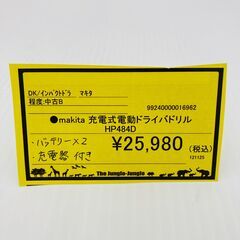 DK/インパクトドラ マキタ
程度:中古B
99240000016962
●makita 充電式電動ドライバドリル
HP484D
・バッテリー×2
・充電器 付き
¥25,980 (税込)
121125
The Jungle-Jungle